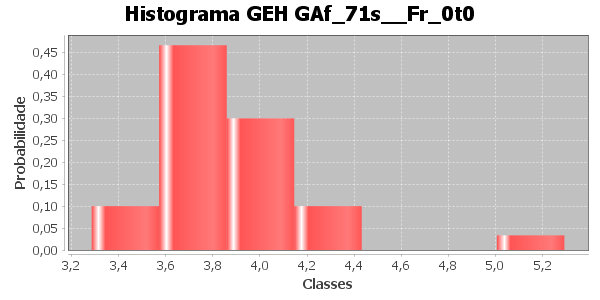 Histograma GEH GAf_71s__Fr_0t0
Probabilidade
0,45
0,40
0,35
0,30
0,25
0,20
0,15
0,10
0,05
0,00
3,2 3,4 3,6 3,8 4,0 4,2 4,4 4,6 4,8 5,0 5,2
Classes